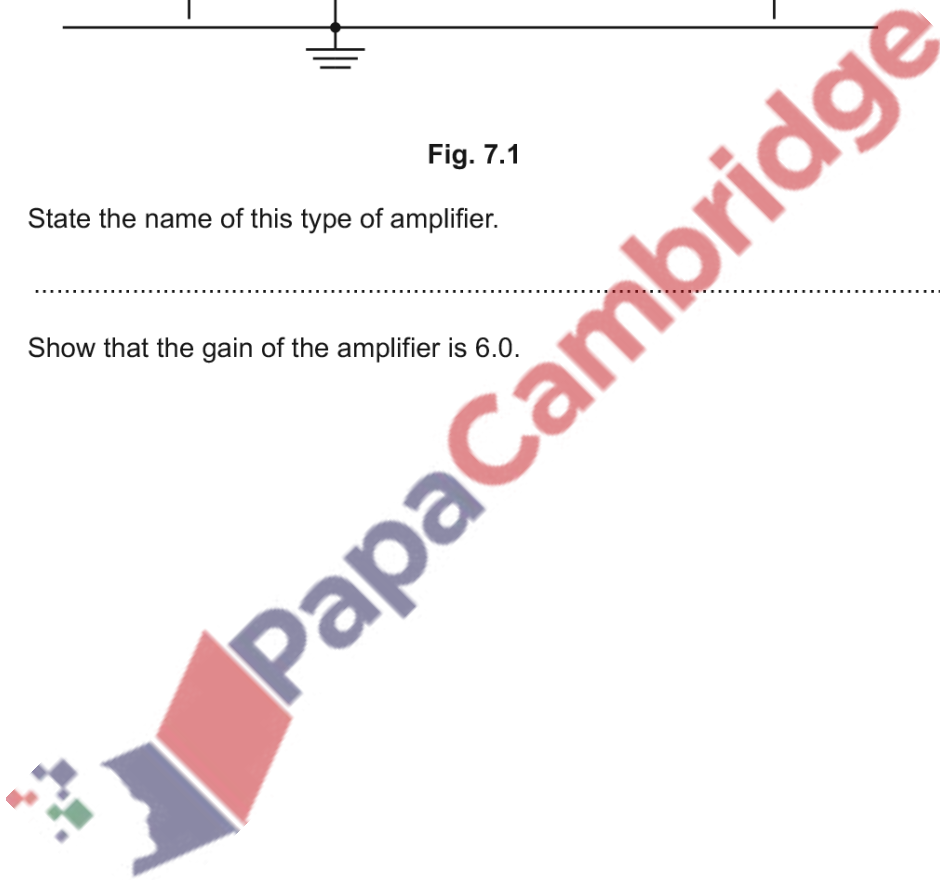 Fig. 7.1
State the name of this type of amplifier.
Show that the gain of the amplifier is 6.0.
PapaCambridge